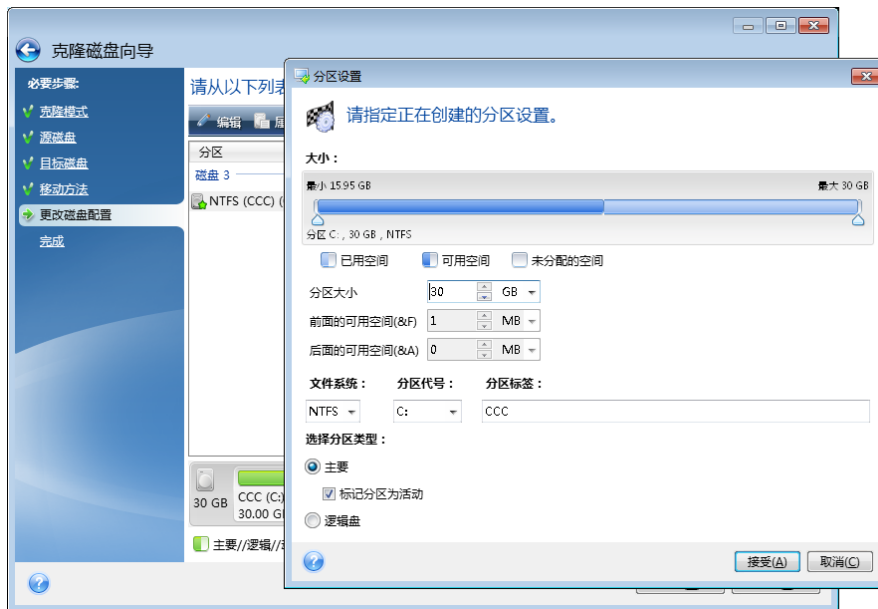 克隆磁盘向导
必要步骤:
克隆模式
源磁盘
目标磁盘
移动方法
更改磁盘配置
完成
请从以下列表
编辑
分区
磁盘 3
NTFS (CCC) (
30 GB
CCC (C:)
30.00 G
主要//逻辑//
分区设置
请指定正在创建的分区设置。
大小：
最小 15.95 GB 最大 30 GB
分区 C: , 30 GB , NTFS
已用空间 可用空间 未分配的空间
分区大小 30 GB
前面的可用空间(&F) 1 MB
后面的可用空间(&A) 0 MB
文件系统： 分区代号： 分区标签：
NTFS C: CCC
选择分区类型：
主要
标记分区为活动
逻辑盘
接受(A) 取消(C)